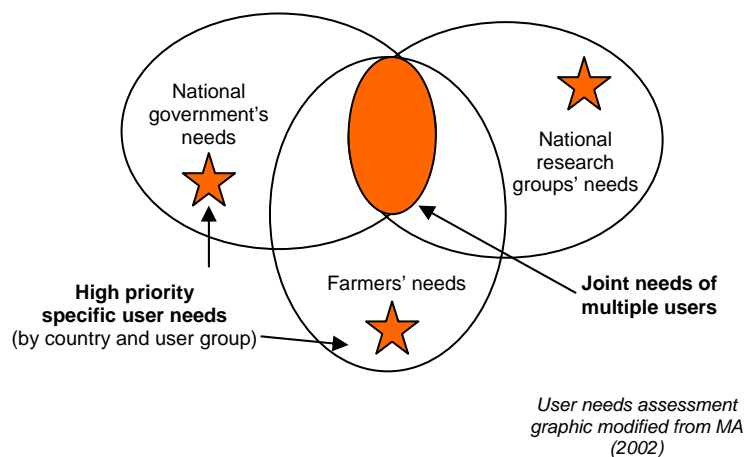 National
government's
needs
National
research
groups' needs
Farmers' needs
High priority
specific user needs
(by country and user group)
Joint needs of
multiple users
User needs assessment
graphic modified from MA
(2002)